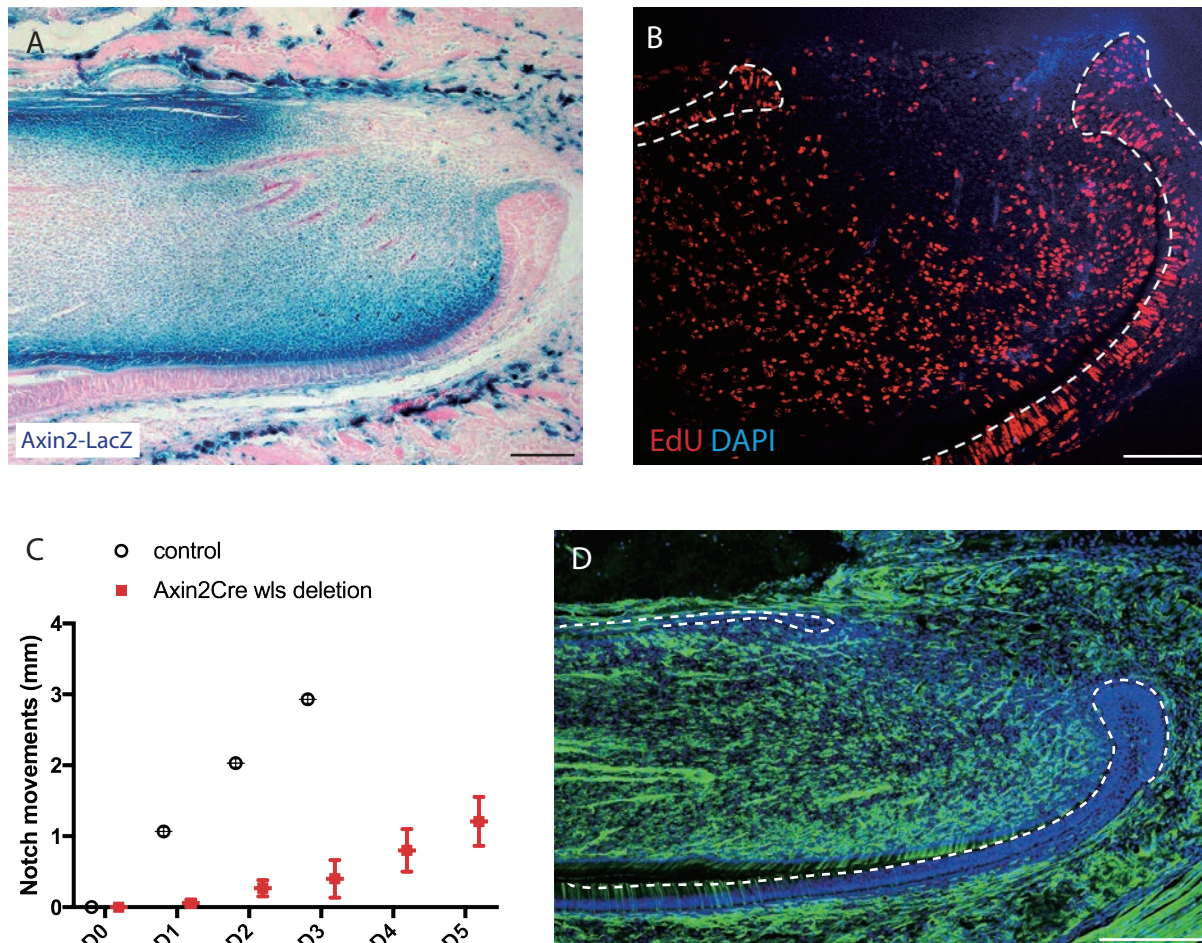 A
Axin2-LacZ
B
EdU DAPI
C
control
Axin2Cre wls deletion
Notch movements (mm)
4
3
2
1
0
D0 D1 D2 D3 D4 D5
D